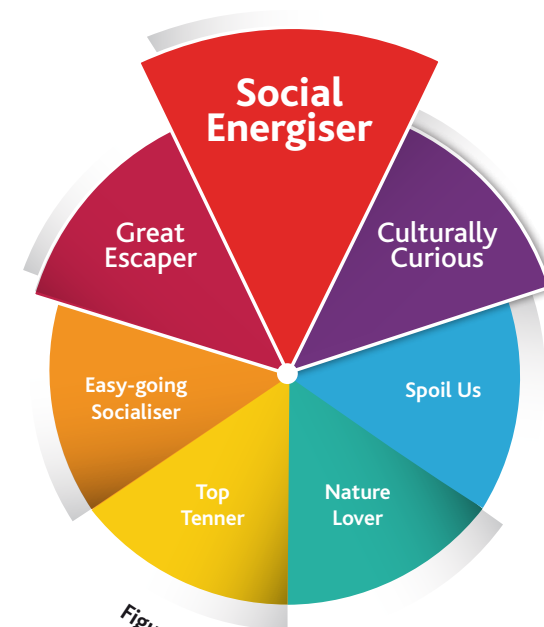 Social
Energiser
Great
Escaper
Culturally
Curious
Easy-going
Socialiser
Spoil Us
Top
Tenner
Nature
Lover